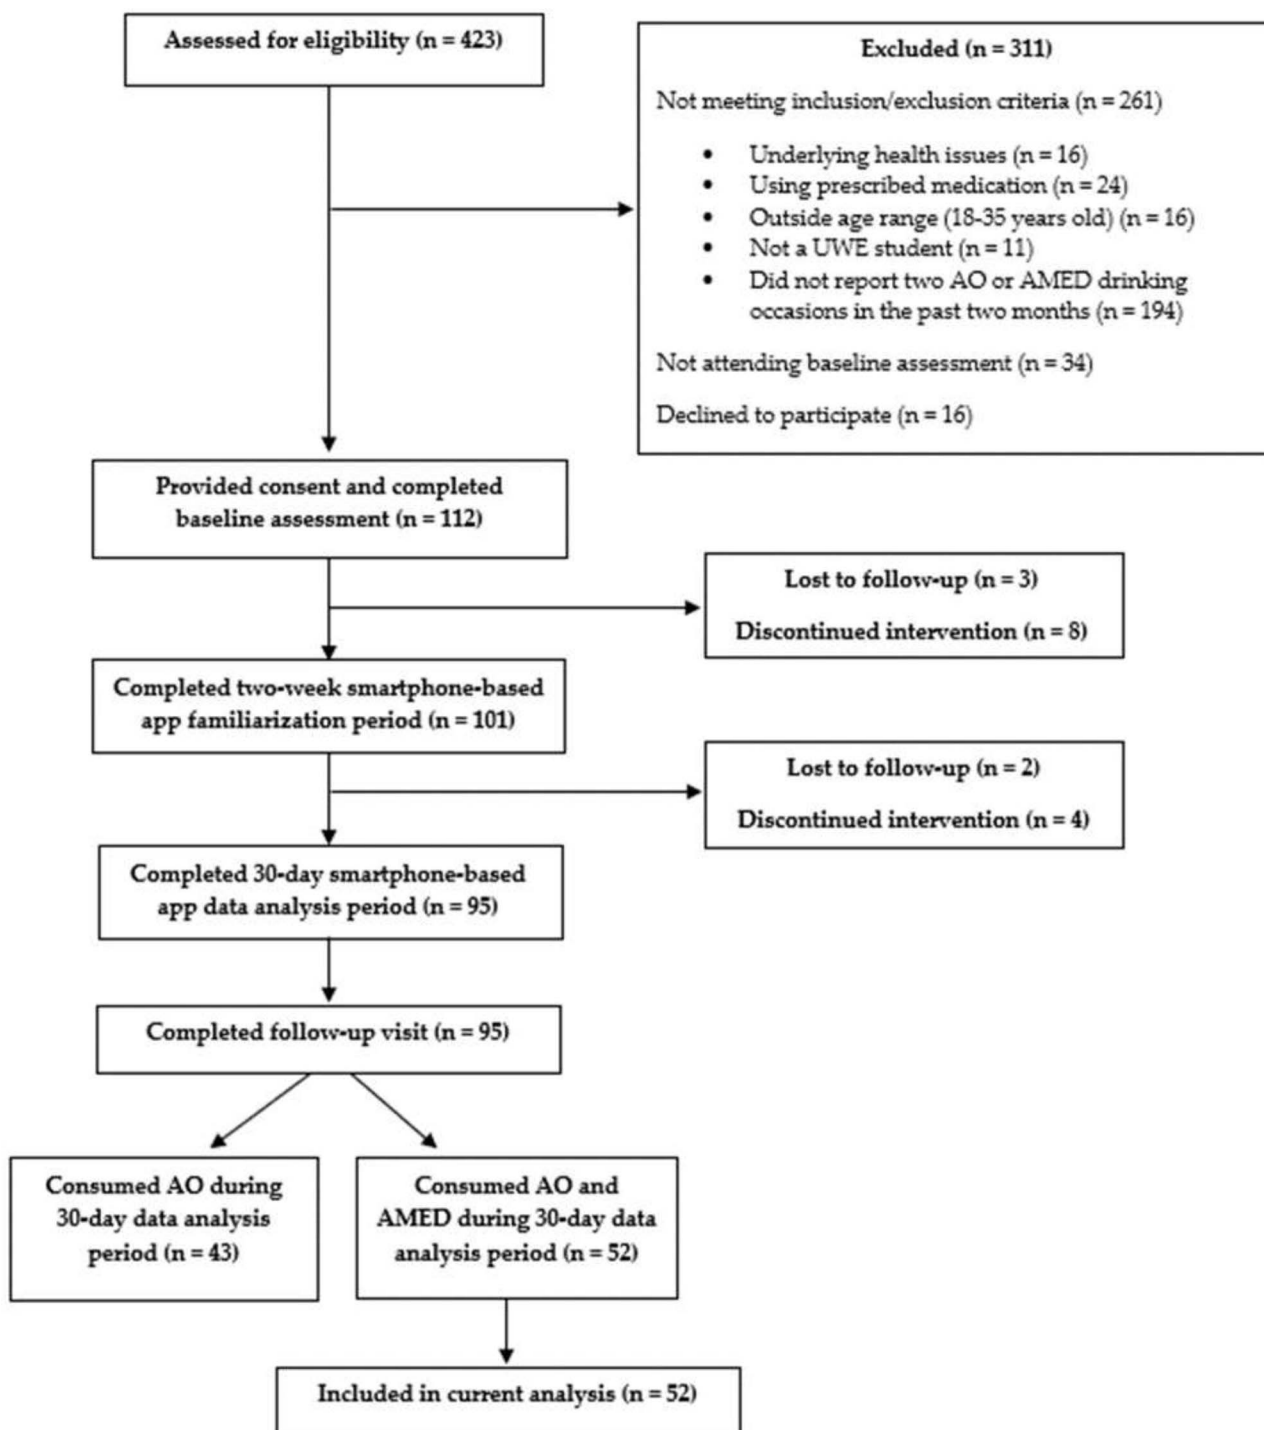 Assessed for eligibility (n = 423)
Excluded (n = 311)
Not meeting inclusion/exclusion criteria (n = 261)
• Underlying health issues (n = 16)
• Using prescribed medication (n = 24)
• Outside age range (18-35 years old) (n = 16)
• Not a UWE student (n = 11)
• Did not report two AO or AMED drinking
occasions in the past two months (n = 194)
Not attending baseline assessment (n = 34)
Declined to participate (n = 16)
Provided consent and completed
baseline assessment (n = 112)
Lost to follow-up (n = 3)
Discontinued intervention (n = 8)
Completed two-week smartphone-based
app familiarization period (n = 101)
Lost to follow-up (n = 2)
Discontinued intervention (n = 4)
Completed 30-day smartphone-based
app data analysis period (n = 95)
Completed follow-up visit (n = 95)
Consumed AO during
30-day data analysis
period (n = 43)
Consumed AO and
AMED during 30-day data
analysis period (n = 52)
Included in current analysis (n = 52)